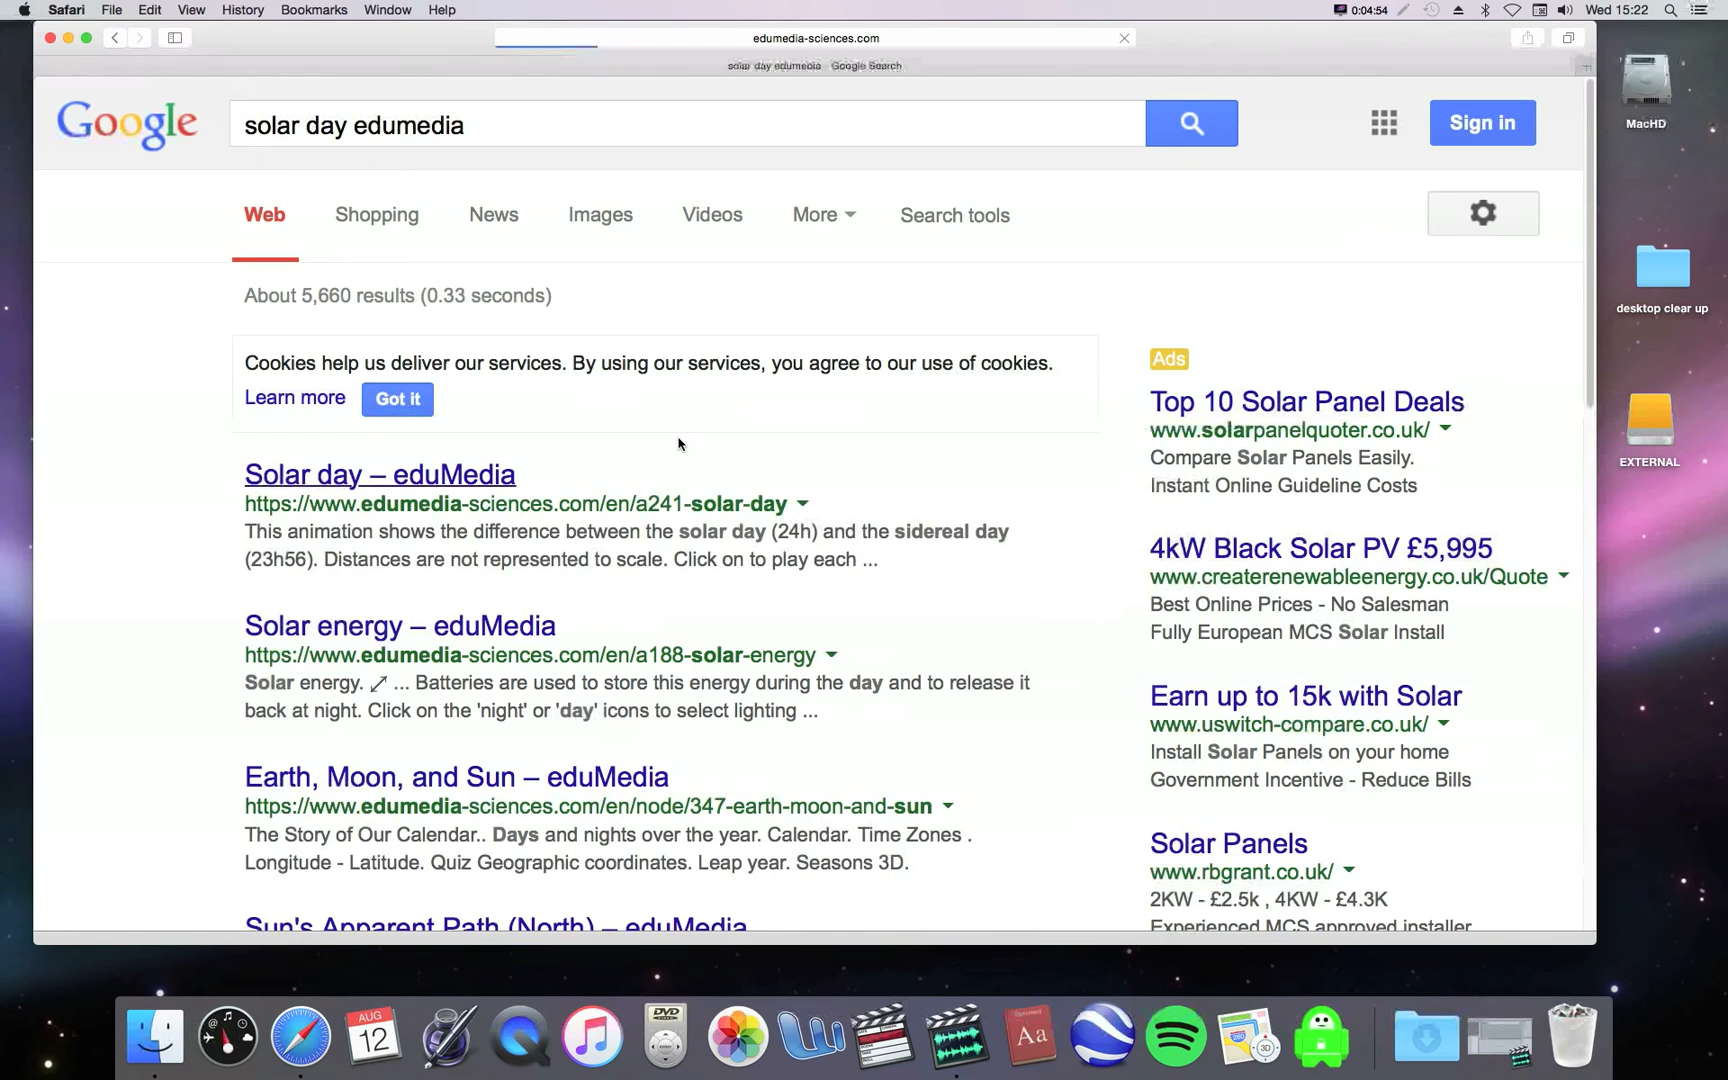 Safari File Edit View History Bookmarks Window Help
0:04:54 Wed 15:22
edumedia-sciences.com
solar day edumedia - Google Search
Google
solar day edumedia
Sign in
Web Shopping News Images Videos More Search tools
About 5,660 results (0.33 seconds)
Cookies help us deliver our services. By using our services, you agree to our use of cookies.
Learn more Got it
Solar day – eduMedia
https://www.edumedia-sciences.com/en/a241-solar-day
This animation shows the difference between the solar day (24h) and the sidereal day
(23h56). Distances are not represented to scale. Click on to play each ...
Solar energy – eduMedia
https://www.edumedia-sciences.com/en/a188-solar-energy
Solar energy. ... Batteries are used to store this energy during the day and to release it
back at night. Click on the 'night' or 'day' icons to select lighting ...
Earth, Moon, and Sun – eduMedia
https://www.edumedia-sciences.com/en/node/347-earth-moon-and-sun
The Story of Our Calendar.. Days and nights over the year. Calendar. Time Zones .
Longitude - Latitude. Quiz Geographic coordinates. Leap year. Seasons 3D.
Sun's Apparent Path (North) – eduMedia
Ads
Top 10 Solar Panel Deals
www.solarpanelquoter.co.uk/
Compare Solar Panels Easily.
Instant Online Guideline Costs
4kW Black Solar PV £5,995
www.createrenewableenergy.co.uk/Quote
Best Online Prices - No Salesman
Fully European MCS Solar Install
Earn up to 15k with Solar
www.uswitch-compare.co.uk/
Install Solar Panels on your home
Government Incentive - Reduce Bills
Solar Panels
www.rbgrant.co.uk/
2KW - £2.5k , 4KW - £4.3K
Experienced MCS approved installer
MacHD
desktop clear up
EXTERNAL
AUG
12
DVD
Aa
280
3D